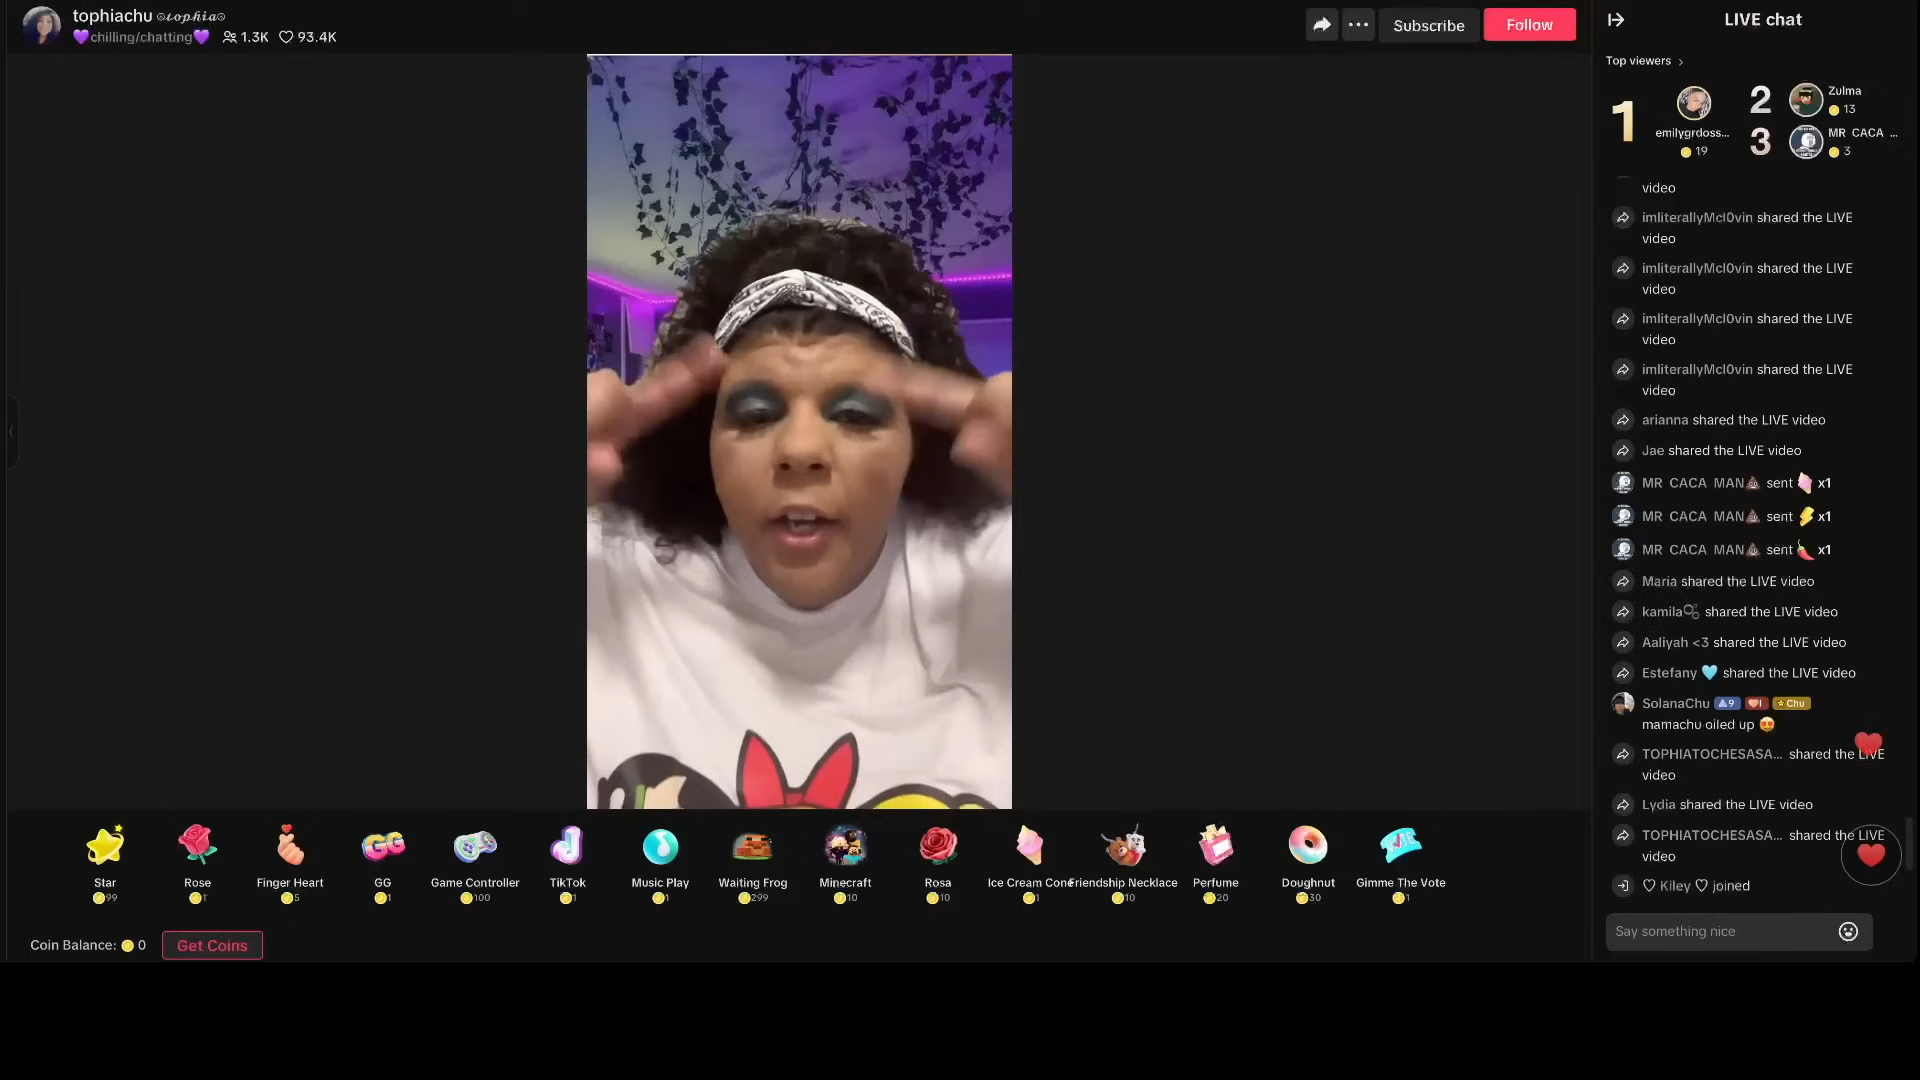 tophiachu ☮𝓽𝓸𝓹𝓱𝓲𝓪☮
💜chilling/chatting💜 1.3K 93.4K
Subscribe
Follow
LIVE chat
Top viewers
1
emilygrdoss...
19
2
Zulma
13
3
MR CACA ...
3
video
imliterallyMcl0vin shared the LIVE
video
imliterallyMcl0vin shared the LIVE
video
imliterallyMcl0vin shared the LIVE
video
imliterallyMcl0vin shared the LIVE
video
arianna shared the LIVE video
Jae shared the LIVE video
MR CACA MAN💩 sent x1
MR CACA MAN💩 sent x1
MR CACA MAN💩 sent x1
Maria shared the LIVE video
kamila🫧 shared the LIVE video
Aaliyah <3 shared the LIVE video
Estefany 🩵 shared the LIVE video
SolanaChu 9 I Chu
mamachu oiled up 😍
TOPHIATOCHESASA... shared the LIVE
video
Lydia shared the LIVE video
TOPHIATOCHESASA... shared the LIVE
video
♡ Kiley ♡ joined
Say something nice
GG
Star
99
Rose
1
Finger Heart
5
GG
1
Game Controller
100
TikTok
1
Music Play
1
Waiting Frog
299
Minecraft
10
Rosa
10
Ice Cream Cone
1
Friendship Necklace
10
Perfume
20
Doughnut
30
Gimme The Vote
1
Coin Balance: 0
Get Coins